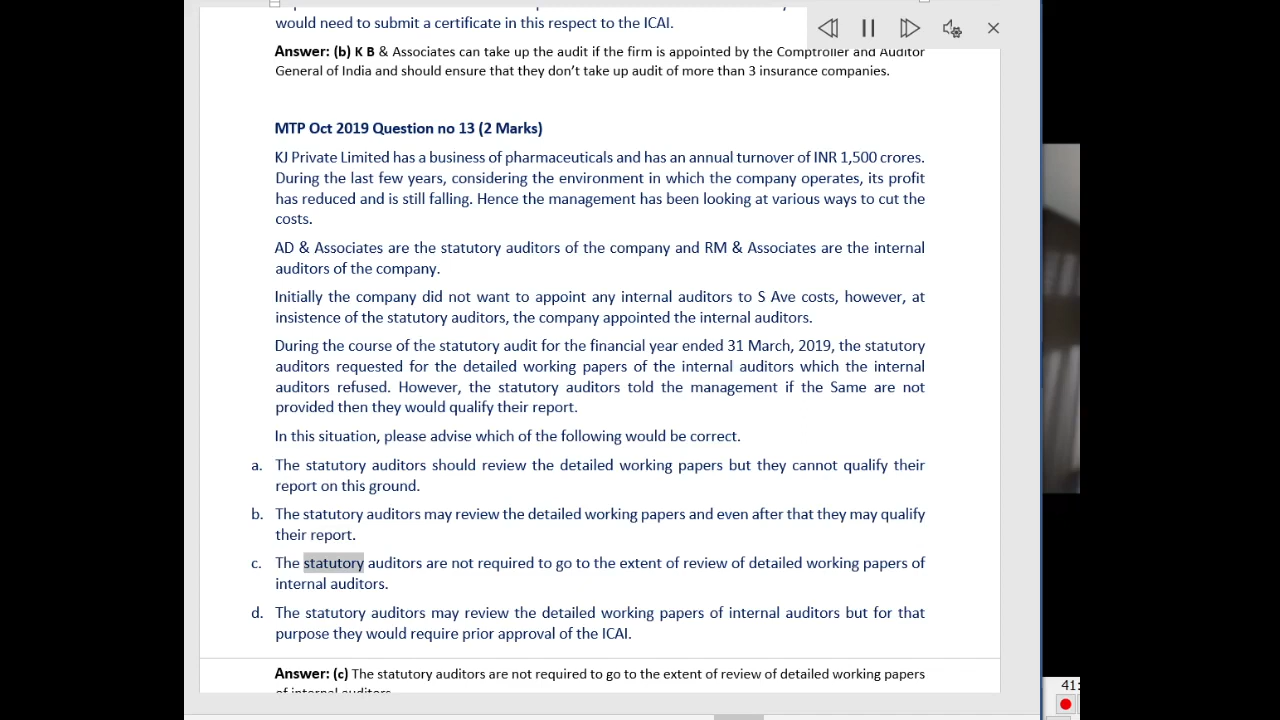 would need to submit a certificate in this respect to the ICAI.
Answer: (b) K B & Associates can take up the audit if the firm is appointed by the Comptroller and Auditor
General of India and should ensure that they don't take up audit of more than 3 insurance companies.
MTP Oct 2019 Question no 13 (2 Marks)
KJ Private Limited has a business of pharmaceuticals and has an annual turnover of INR 1,500 crores.
During the last few years, considering the environment in which the company operates, its profit
has reduced and is still falling. Hence the management has been looking at various ways to cut the
costs.
AD & Associates are the statutory auditors of the company and RM & Associates are the internal
auditors of the company.
Initially the company did not want to appoint any internal auditors to S Ave costs, however, at
insistence of the statutory auditors, the company appointed the internal auditors.
During the course of the statutory audit for the financial year ended 31 March, 2019, the statutory
auditors requested for the detailed working papers of the internal auditors which the internal
auditors refused. However, the statutory auditors told the management if the Same are not
provided then they would qualify their report.
In this situation, please advise which of the following would be correct.
a. The statutory auditors should review the detailed working papers but they cannot qualify their
report on this ground.
b. The statutory auditors may review the detailed working papers and even after that they may qualify
their report.
c. The statutory auditors are not required to go to the extent of review of detailed working papers of
internal auditors.
d. The statutory auditors may review the detailed working papers of internal auditors but for that
purpose they would require prior approval of the ICAI.
Answer: (c) The statutory auditors are not required to go to the extent of review of detailed working papers
of internal auditors
41: